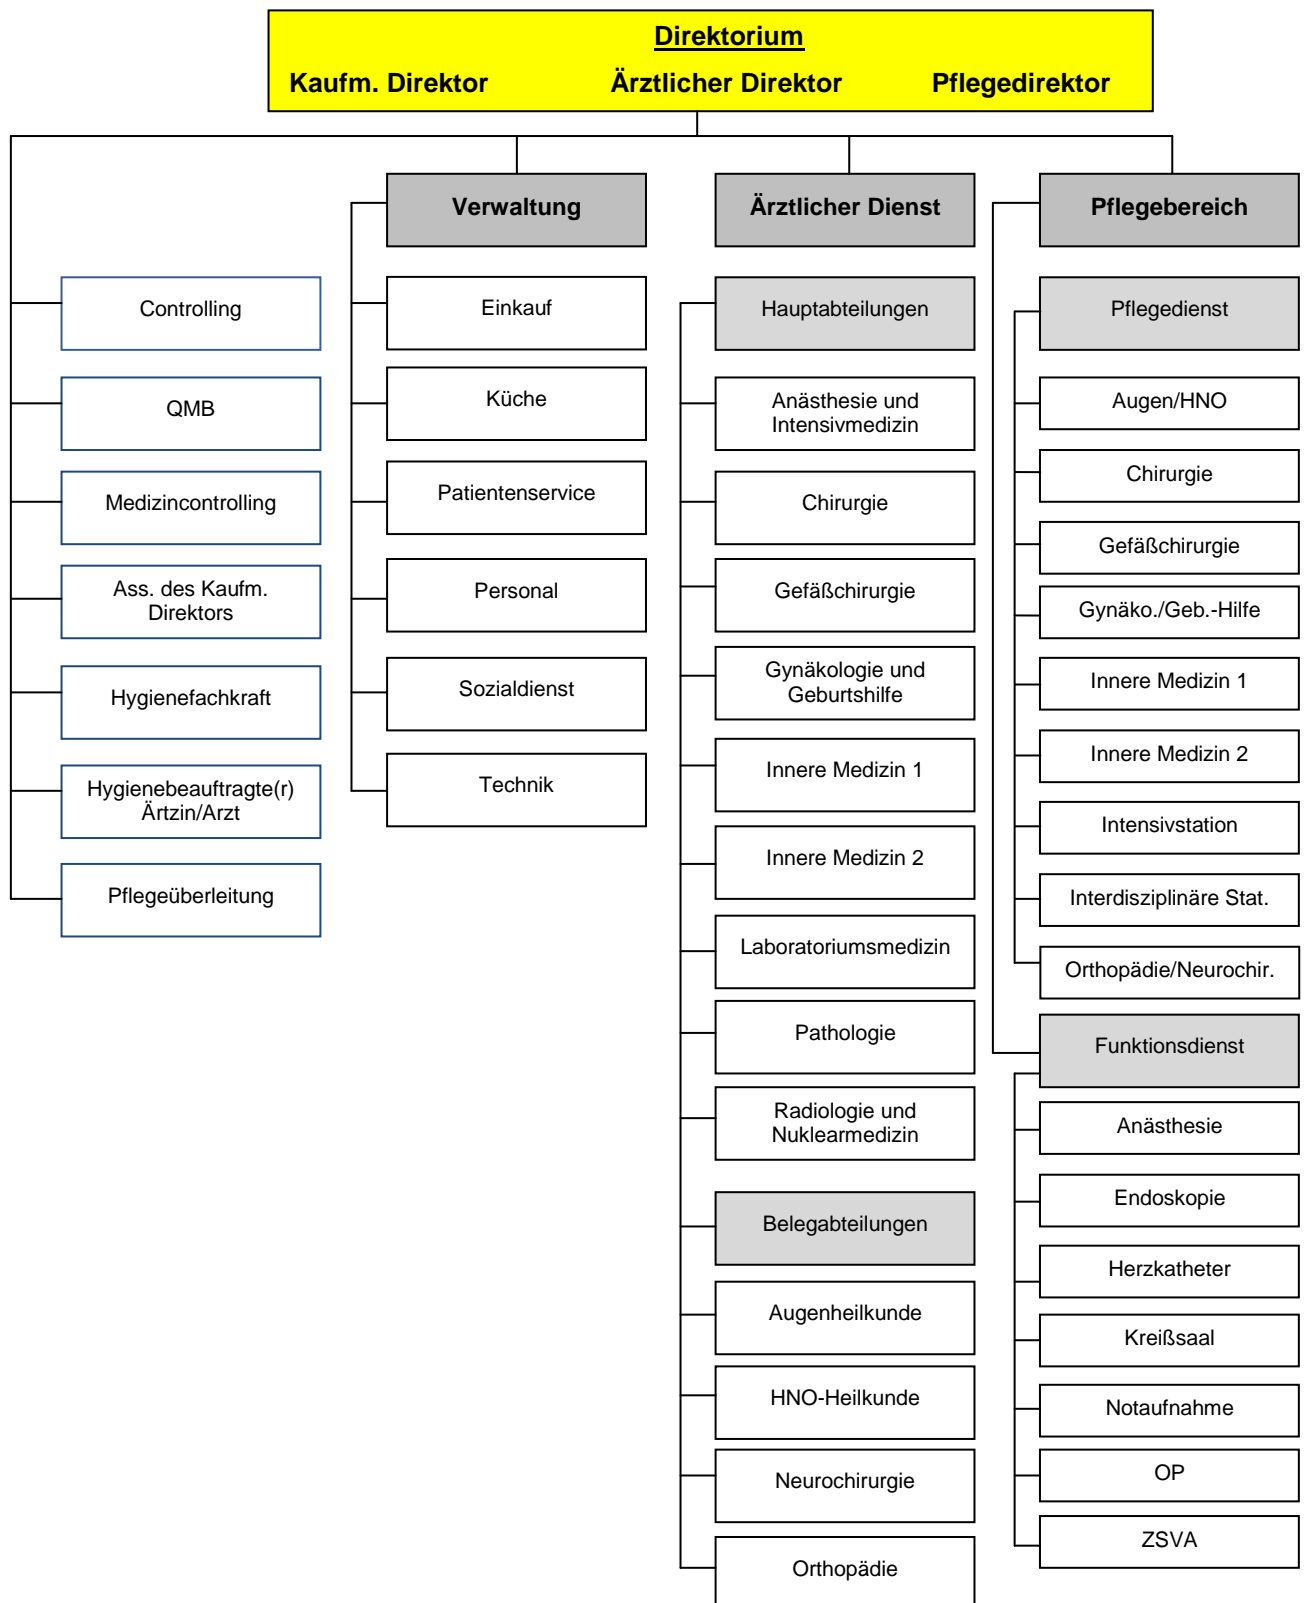 Direktorium
Kaufm. Direktor Ärztlicher Direktor Pflegedirektor
Controlling
QMB
Medizincontrolling
Ass. des Kaufm.
Direktors
Hygienefachkraft
Hygienebeauftragte(r)
Ärtzin/Arzt
Pflegeüberleitung
Verwaltung
Einkauf
Küche
Patientenservice
Personal
Sozialdienst
Technik
Ärztlicher Dienst
Hauptabteilungen
Anästhesie und
Intensivmedizin
Chirurgie
Gefäßchirurgie
Gynäkologie und
Geburtshilfe
Innere Medizin 1
Innere Medizin 2
Laboratoriumsmedizin
Pathologie
Radiologie und
Nuklearmedizin
Belegabteilungen
Augenheilkunde
HNO-Heilkunde
Neurochirurgie
Orthopädie
Pflegebereich
Pflegedienst
Augen/HNO
Chirurgie
Gefäßchirurgie
Gynäko./Geb.-Hilfe
Innere Medizin 1
Innere Medizin 2
Intensivstation
Interdisziplinäre Stat.
Orthopädie/Neurochir.
Funktionsdienst
Anästhesie
Endoskopie
Herzkatheter
Kreißsaal
Notaufnahme
OP
ZSVA